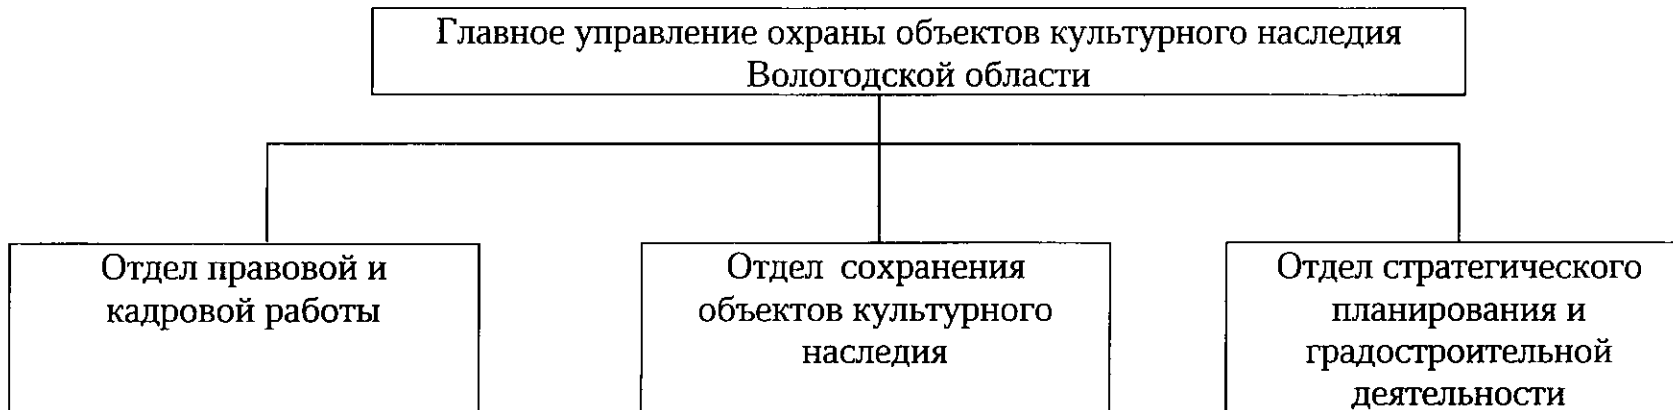 Главное управление охраны объектов культурного наследия
Вологодской области
Отдел правовой и
кадровой работы
Отдел сохранения
объектов культурного
наследия
Отдел стратегического
планирования и
градостроительной
деятельности